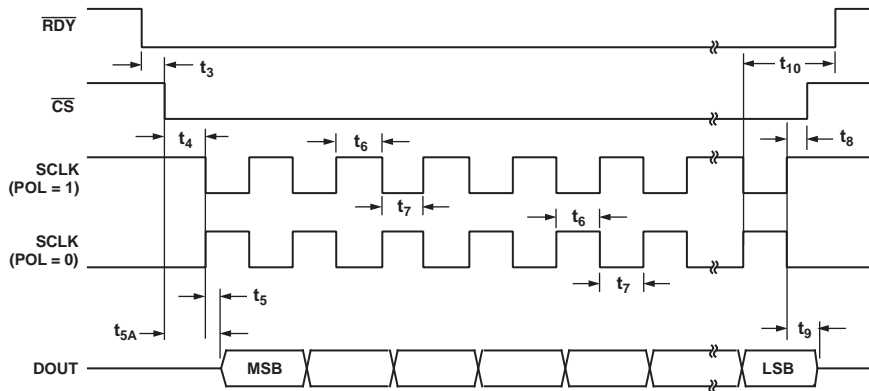 RDY
t3
t10
CS
t4
t6
t8
SCLK
(POL = 1)
t7
t6
SCLK
(POL = 0)
t7
t5
t5A
t9
DOUT
MSB
LSB